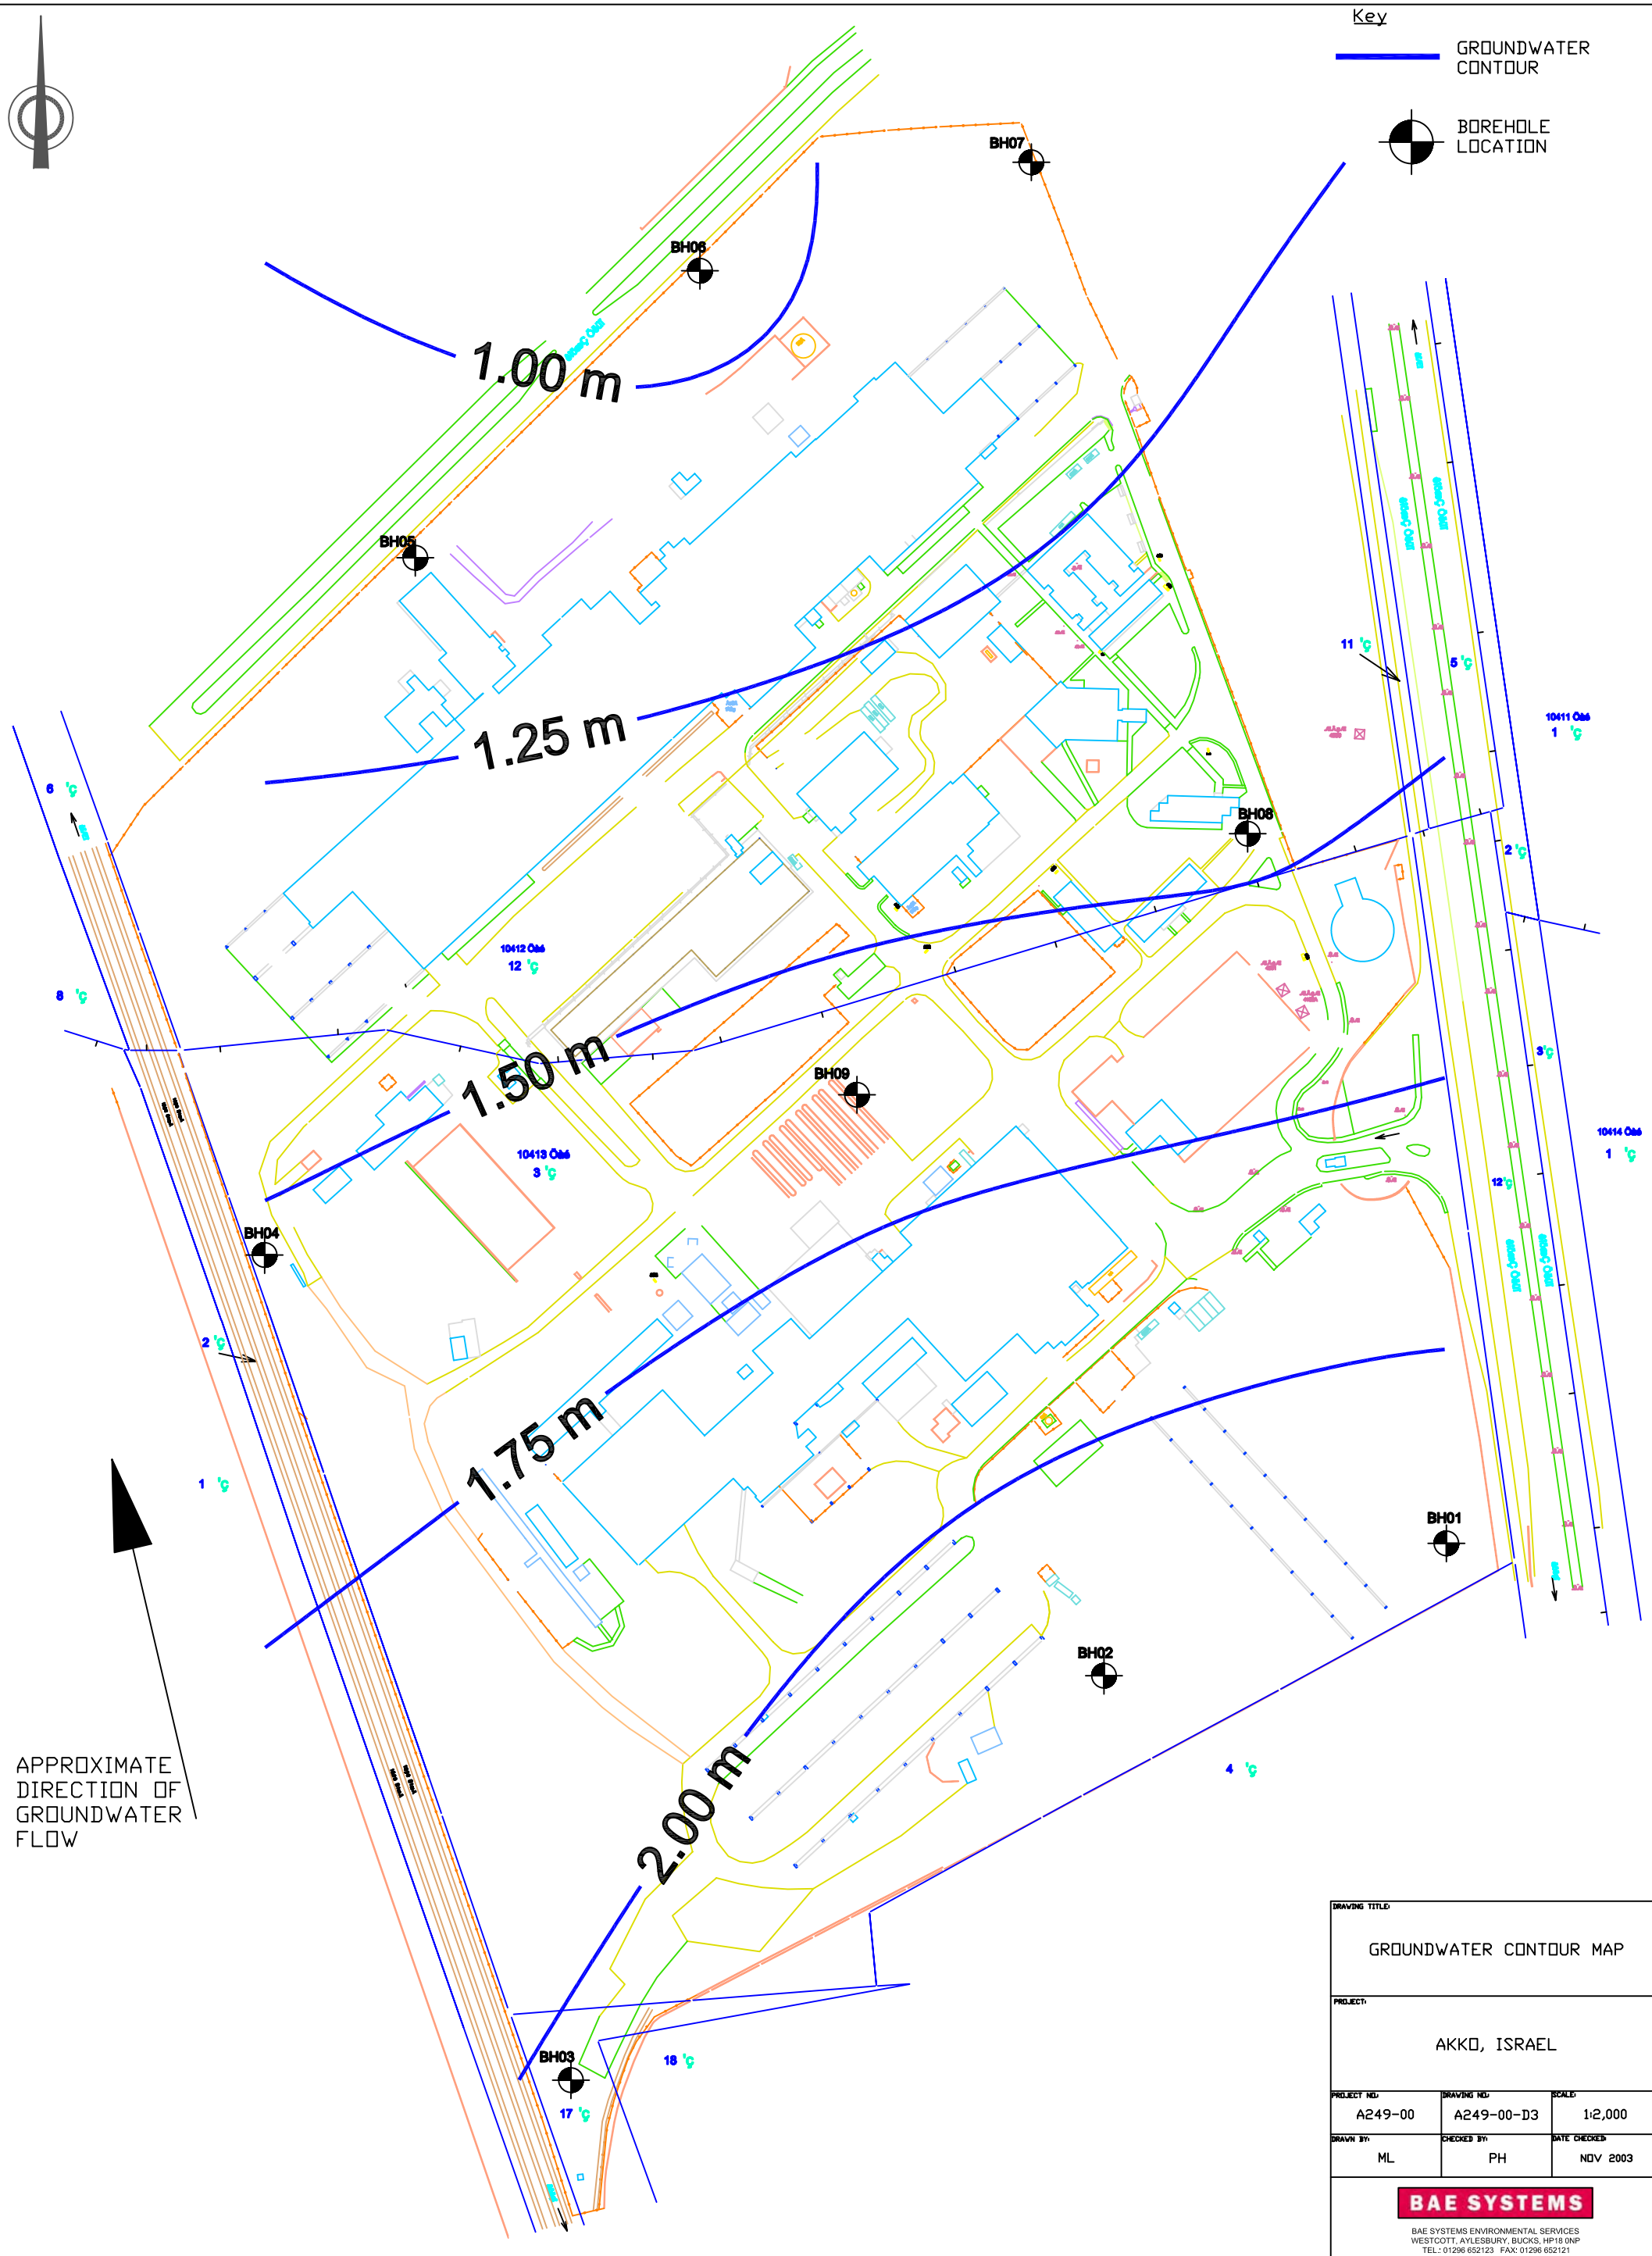 Key
GROUNDWATER
CONTOUR
BOREHOLE
LOCATION
BH07
BH06
1.00 m
BH05
11
5
10411
1
1.25 m
6
BH08
2
10412
12
8
1.50 m
BH09
3
10413
3
10414
1
12
BH04
2
1.75 m
1
BH01
BH02
APPROXIMATE
DIRECTION OF
GROUNDWATER
FLOW
4
2.00 m
BH03
18
17
DRAWING TITLE:
GROUNDWATER CONTOUR MAP
PROJECT:
AKKO, ISRAEL
PROJECT NO.: DRAWING NO.: SCALE:
A249-00 A249-00-D3 1:2,000
DRAWN BY: CHECKED BY: DATE CHECKED:
ML PH NOV 2003
BAE SYSTEMS
BAE SYSTEMS ENVIRONMENTAL SERVICES
WESTCOTT, AYLESBURY, BUCKS, HP18 0NP
TEL.: 01296 652123 FAX: 01296 652121